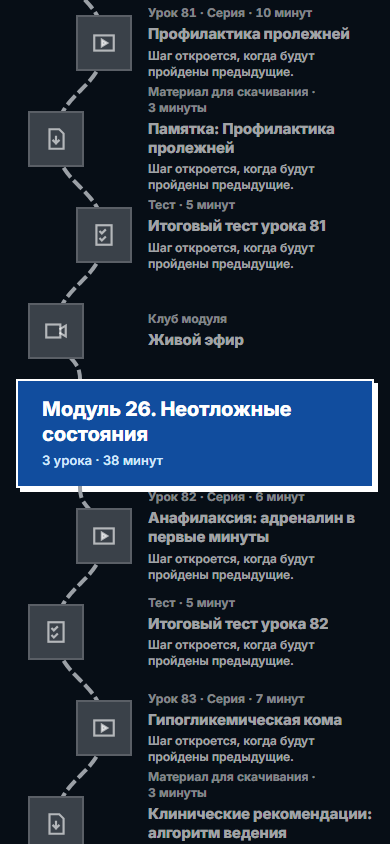 Урок 81 · Серия · 10 минут
Профилактика пролежней
Шаг откроется, когда будут
пройдены предыдущие.
Материал для скачивания ·
3 минуты
Памятка: Профилактика
пролежней
Шаг откроется, когда будут
пройдены предыдущие.
Тест · 5 минут
Итоговый тест урока 81
Шаг откроется, когда будут
пройдены предыдущие.
Клуб модуля
Живой эфир
Модуль 26. Неотложные
состояния
3 урока · 38 минут
Урок 82 · Серия · 6 минут
Анафилаксия: адреналин в
первые минуты
Шаг откроется, когда будут
пройдены предыдущие.
Тест · 5 минут
Итоговый тест урока 82
Шаг откроется, когда будут
пройдены предыдущие.
Урок 83 · Серия · 7 минут
Гипогликемическая кома
Шаг откроется, когда будут
пройдены предыдущие.
Материал для скачивания ·
3 минуты
Клинические рекомендации:
алгоритм ведения